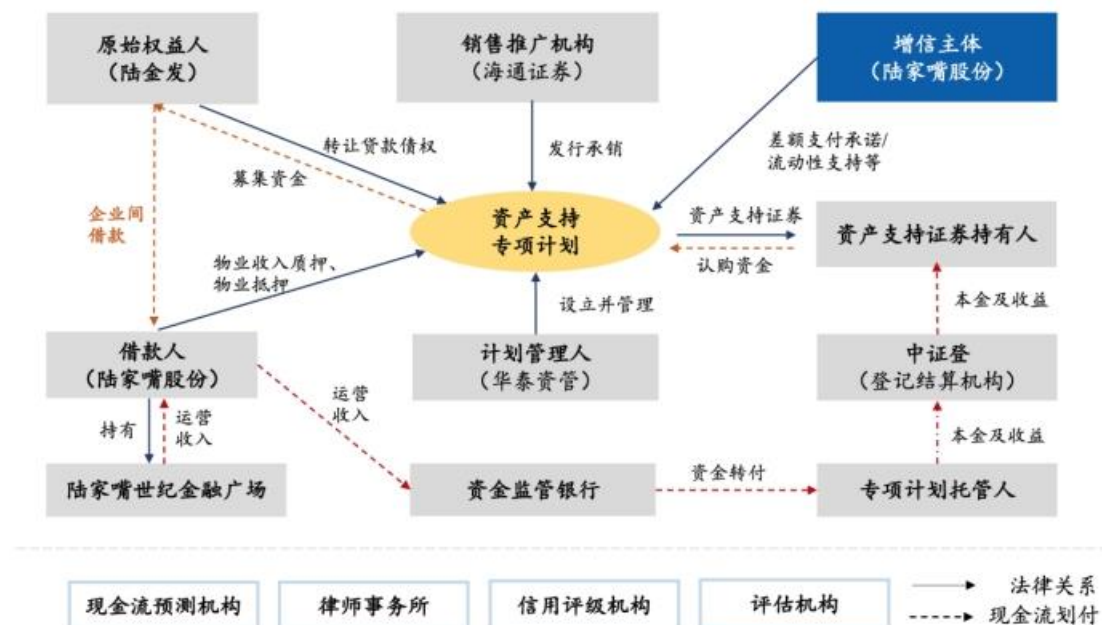 原始权益人
（陆金发）
销售推广机构
（海通证券）
增信主体
（陆家嘴股份）
转让贷款债权
募集资金
发行承销
差额支付承诺/
流动性支持等
企业间
借款
资产支持
专项计划
资产支持证券
认购资金
资产支持证券持有人
物业收入质押、
物业抵押
设立并管理
本金及收益
借款人
（陆家嘴股份）
计划管理人
（华泰资管）
中证登
（登记结算机构）
持有
运营
收入
运营
收入
本金及收益
陆家嘴世纪金融广场
资金监管银行
资金转付
专项计划托管人
现金流预测机构
律师事务所
信用评级机构
评估机构
法律关系
现金流划付